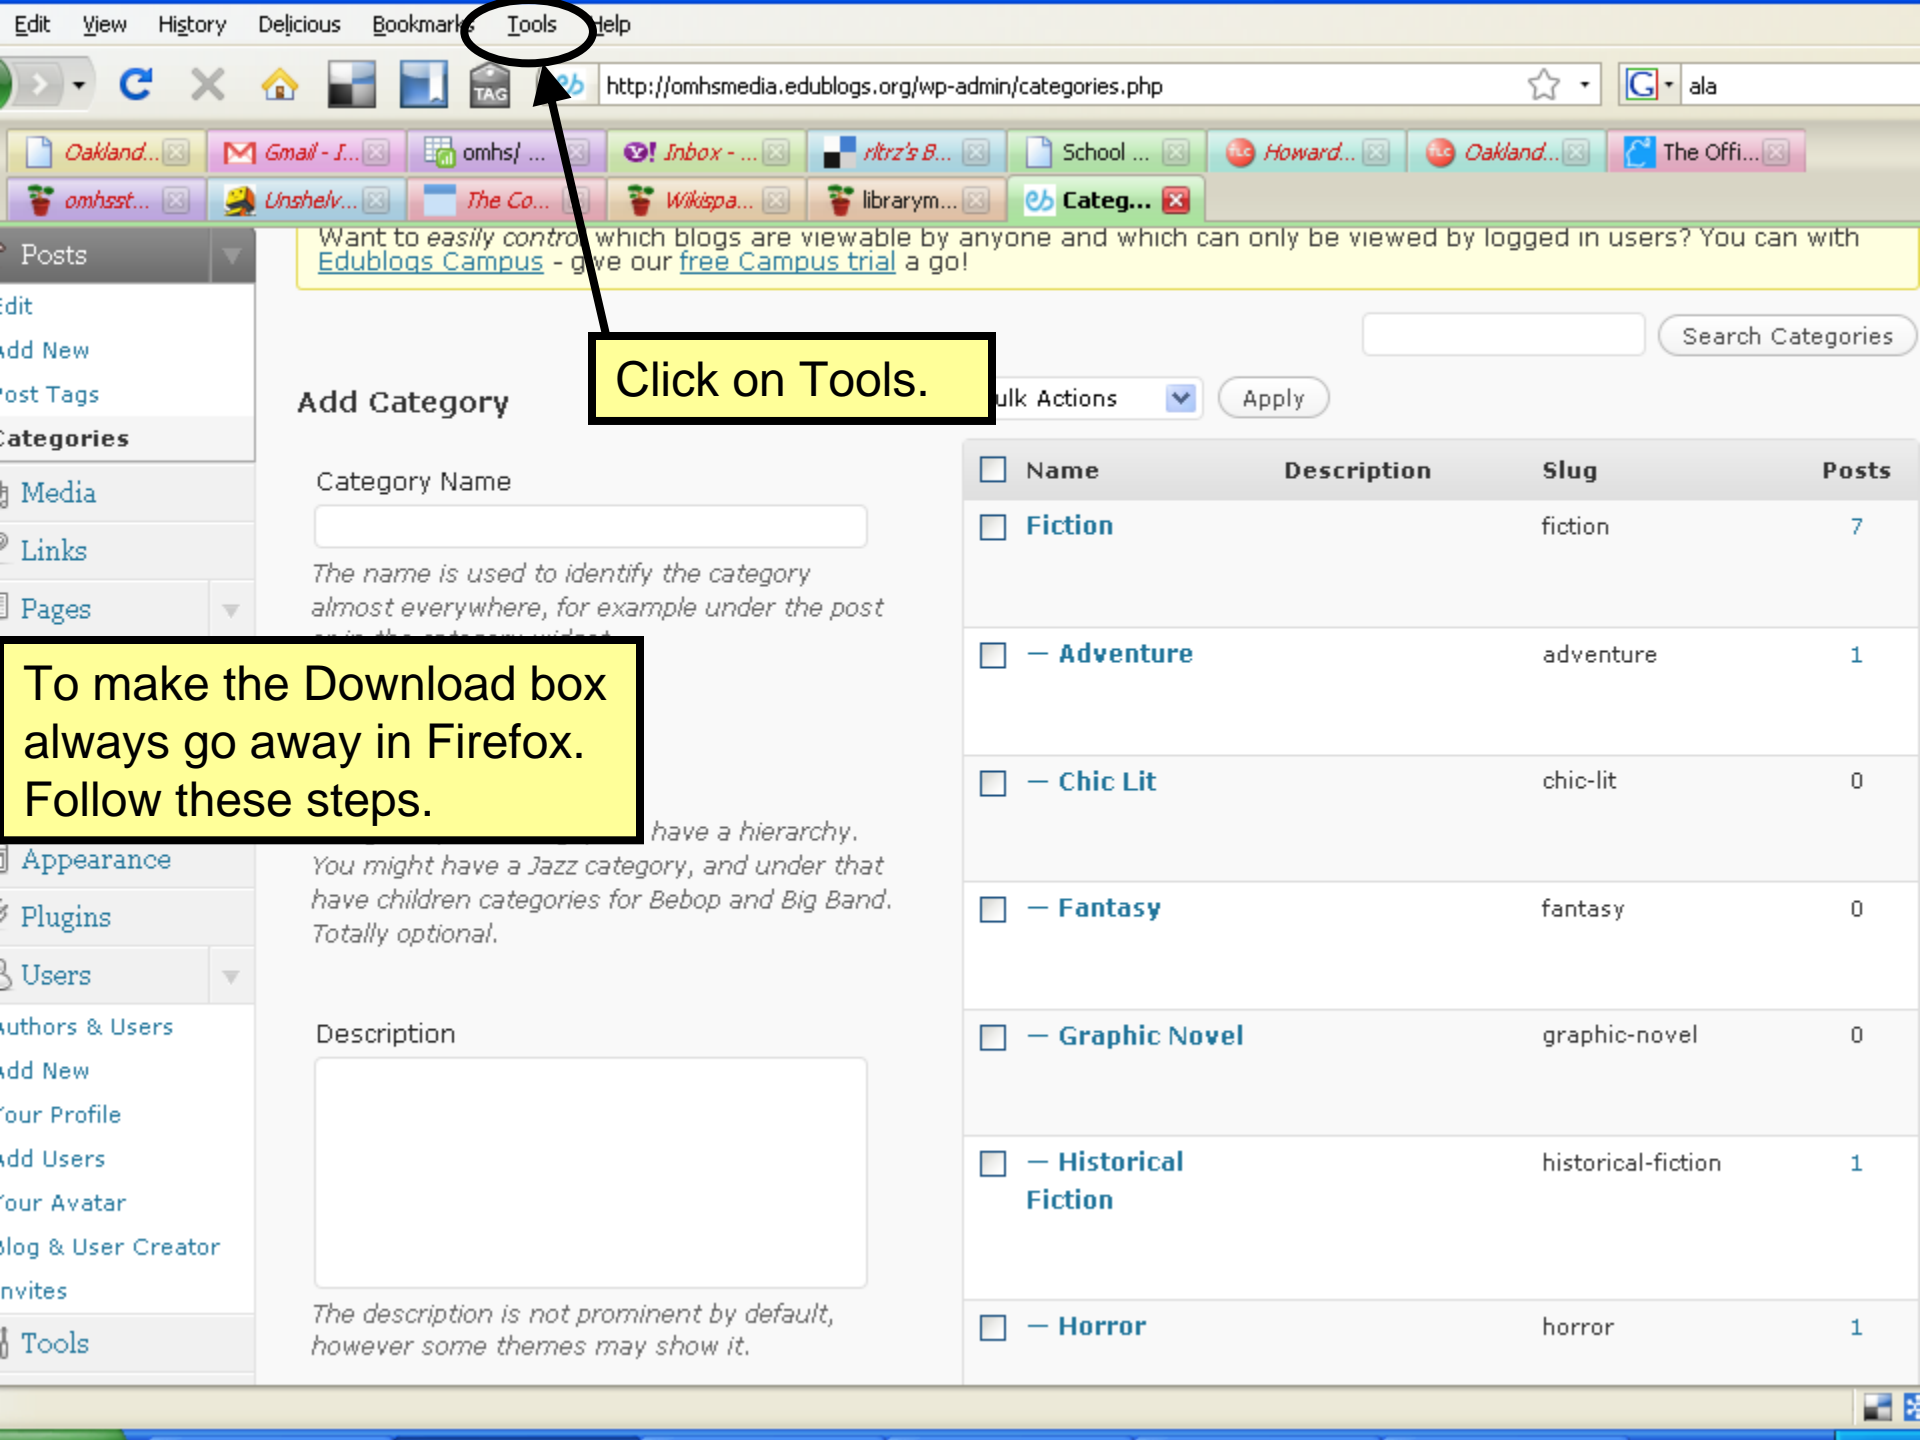 Edit View History Delicious Bookmarks Tools Help
TAG http://omhsmedia.edublogs.org/wp-admin/categories.php G ala
Oakland... Gmail - I... omhs/ ... Inbox - ... rltrz's B... School ... Howard... Oakland... The Offi...
omhsst... Unshelv... The Co... Wikispa... librarym... Categ...
Want to easily control which blogs are viewable by anyone and which can only be viewed by logged in users? You can with
Edublogs Campus - give our free Campus trial a go!
Posts
Edit
Add New
Post Tags
Categories
Media
Links
Pages
Appearance
Plugins
Users
Authors & Users
Add New
Your Profile
Add Users
Your Avatar
Blog & User Creator
Invites
Tools
Click on Tools.
To make the Download box
always go away in Firefox.
Follow these steps.
Add Category
Category Name
The name is used to identify the category
almost everywhere, for example under the post
or in the category widget.
have a hierarchy.
You might have a Jazz category, and under that
have children categories for Bebop and Big Band.
Totally optional.
Description
The description is not prominent by default,
however some themes may show it.
Search Categories
ulk Actions Apply
Name Description Slug Posts
Fiction fiction 7
— Adventure adventure 1
— Chic Lit chic-lit 0
— Fantasy fantasy 0
— Graphic Novel graphic-novel 0
— Historical historical-fiction 1
Fiction
— Horror horror 1